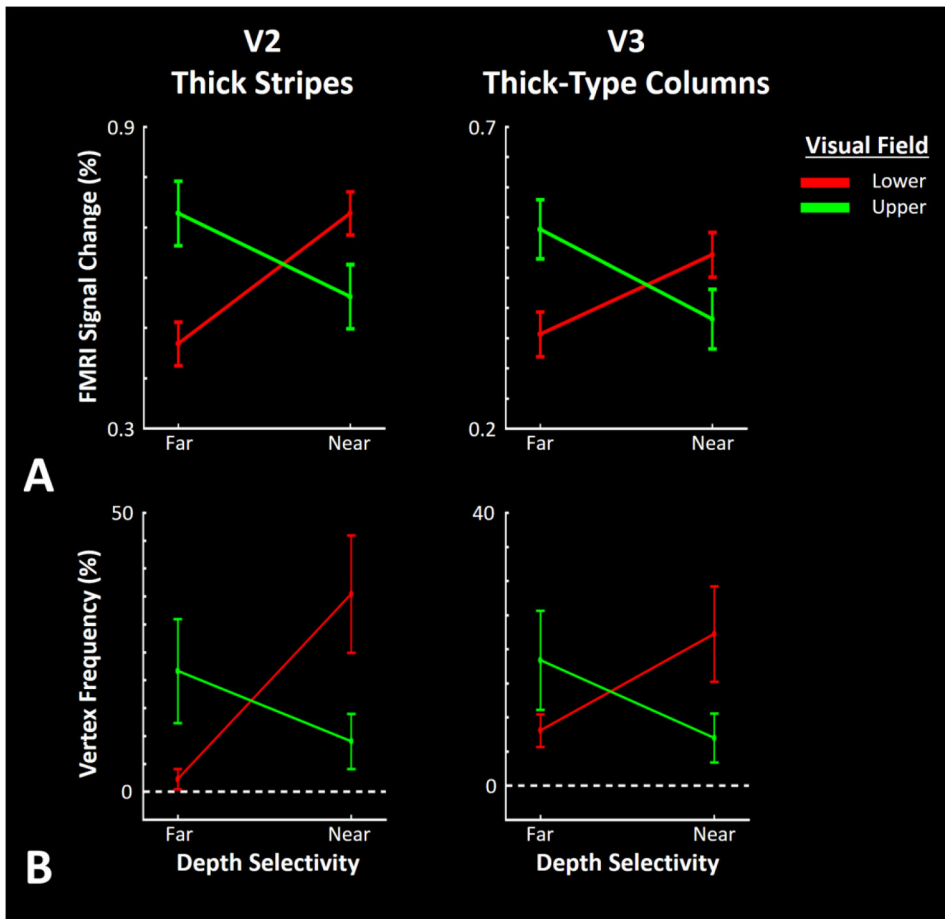 V2
Thick Stripes
V3
Thick-Type Columns
FMRI Signal Change (%)
0.9
0.3
Far
Near
0.7
0.2
Far
Near
Visual Field
Lower
Upper
A
Vertex Frequency (%)
50
0
Far
Near
Depth Selectivity
40
0
Far
Near
Depth Selectivity
B